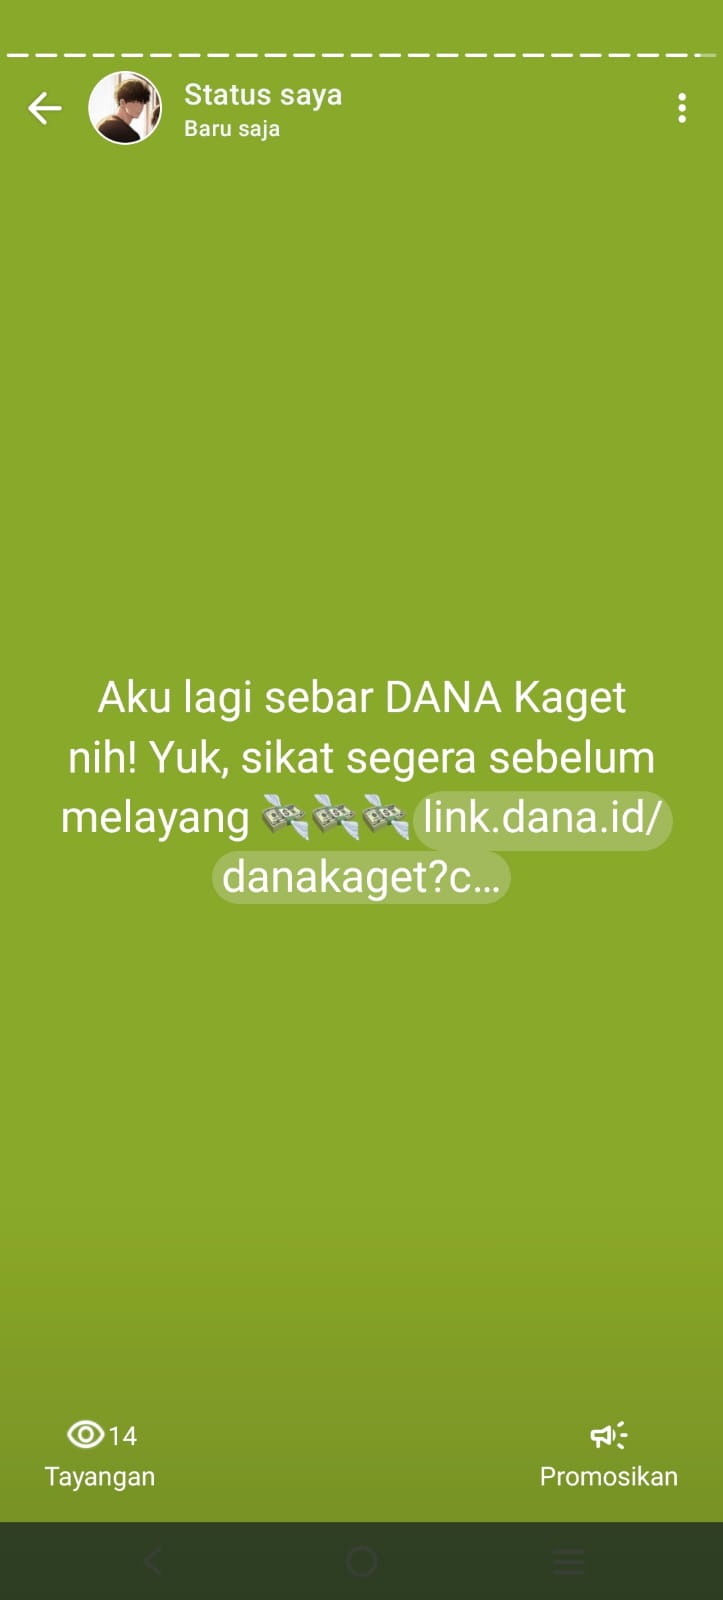 Status saya
Baru saja
Aku lagi sebar DANA Kaget
nih! Yuk, sikat segera sebelum
melayang 💸💸💸 link.dana.id/
danakaget?c...
14
Tayangan
Promosikan